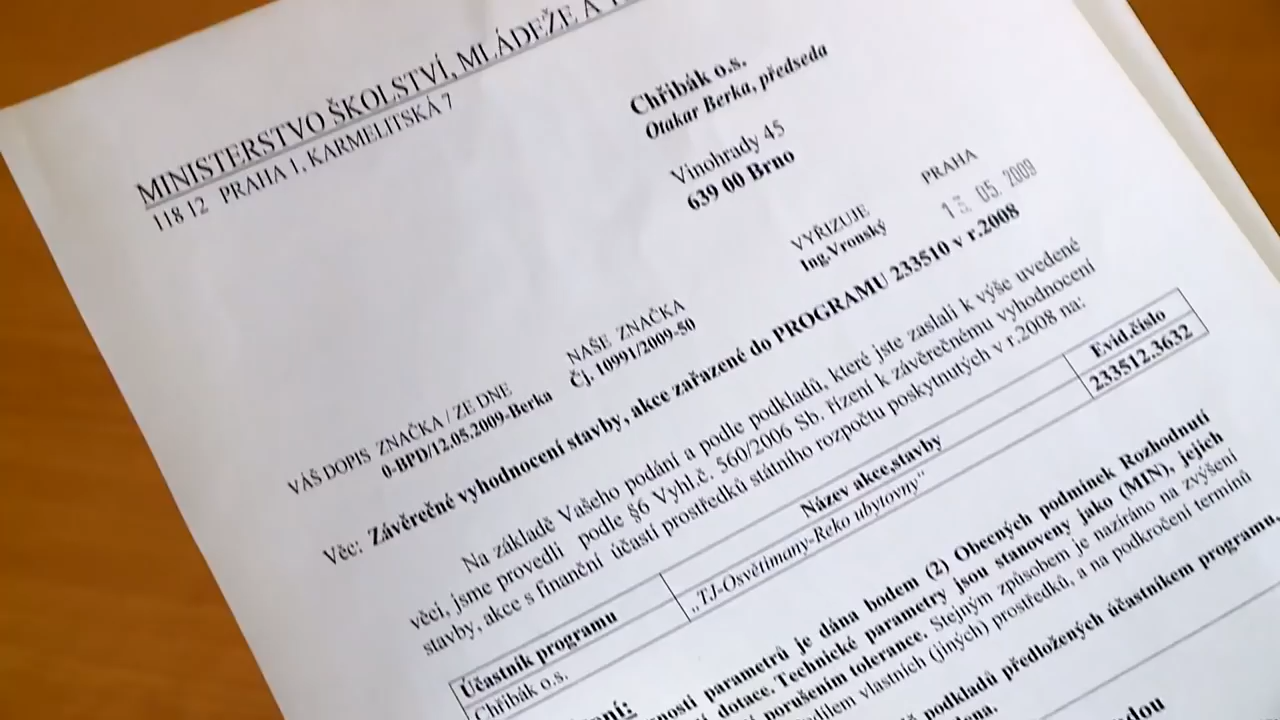 MINISTERSTVO ŠKOLSTVÍ, MLÁDEŽE A
118 12 PRAHA 1, KARMELITSKÁ 7
Chřibák o.s.
Otakar Berka, předseda
Vinohrady 45
639 00 Brno
VÁŠ DOPIS ZNAČKA / ZE DNE
0-BPD/12.05.2009-Berka
NAŠE ZNAČKA
Čj. 10991/2009-50
VYŘIZUJE
Ing.Vronský
PRAHA
05. 2009
Věc: Závěrečné vyhodnocení stavby, akce zařazené do PROGRAMU 233510 v r.2008
Na základě Vašeho podání a podle podkladů, které jste zaslali k výše uvedené
věci, jsme provedli podle §6 Vyhl.č. 560/2006 Sb. řízení k závěrečnému vyhodnocení
stavby, akce s finanční účastí prostředků státního rozpočtu poskytnutých v r.2008 na:
Účastník programu Název akce,stavby Evid.číslo
Chřibák o.s. „TJ-Osvětimany-Reko ubytovny" 233512.3632
parametrů je dána bodem (2) Obecných podmínek Rozhodnutí
dotace. Technické parametry jsou stanoveny jako (MIN), jejich
porušením tolerance. Stejným způsobem je nazíráno na zvýšení
vlastních (jiných) prostředků, a na podkročení termínů
podkladů předložených účastníkem programu,